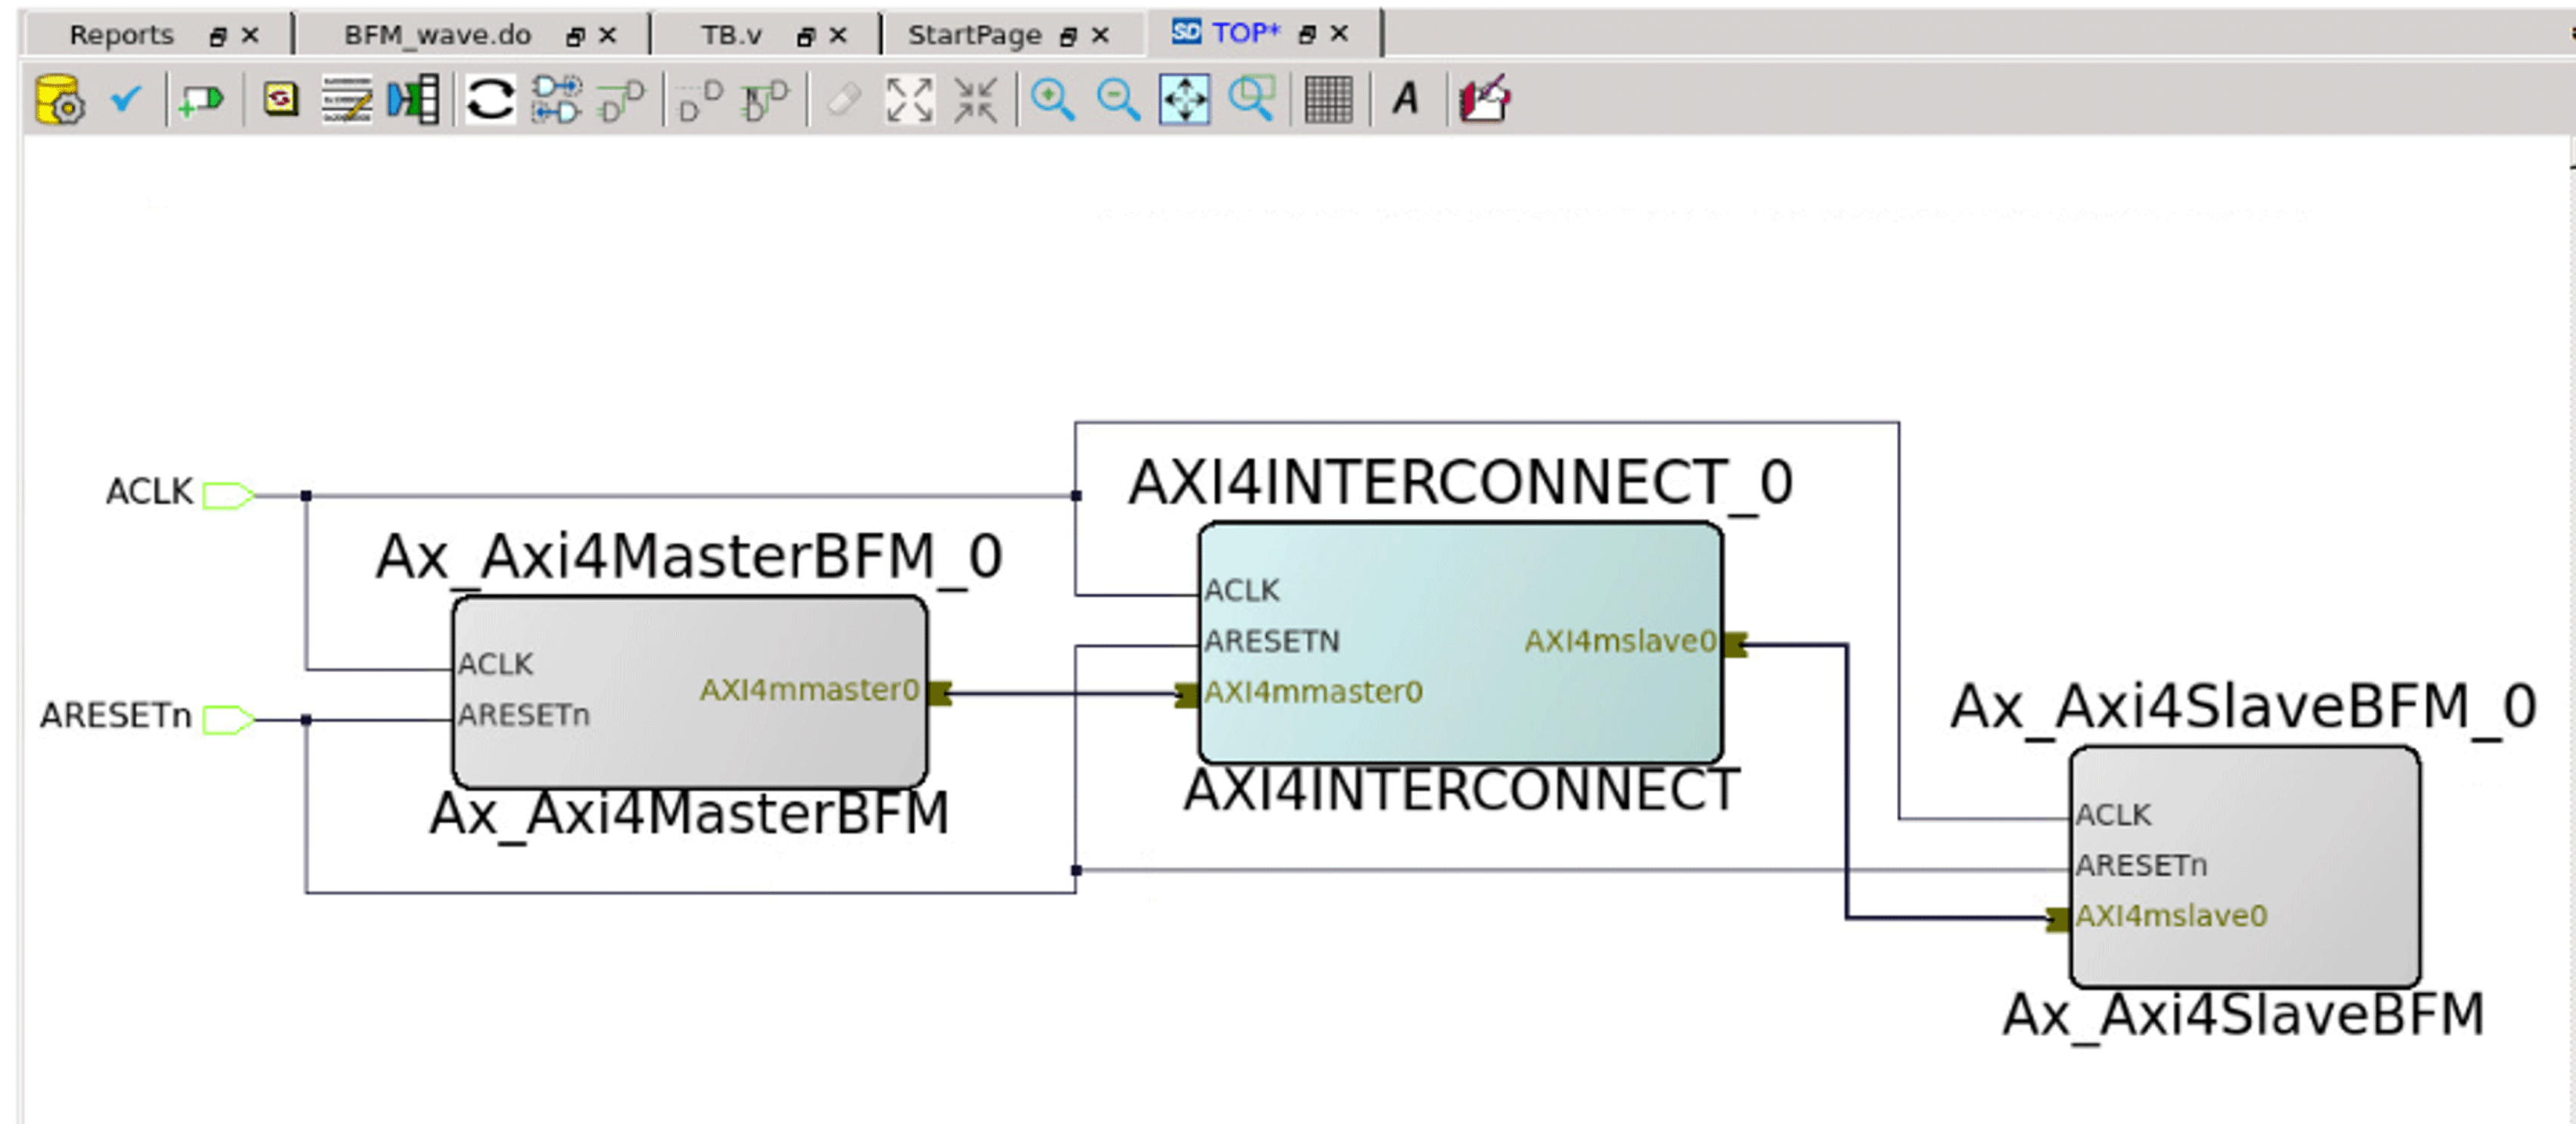 Reports BFM_wave.do TB.v StartPage SD TOP*
A
ACLK
ARESETn
Ax_Axi4MasterBFM_0
ACLK
ARESETn
AXI4mmaster0
Ax_Axi4MasterBFM
AXI4INTERCONNECT_0
ACLK
ARESETN
AXI4mmaster0
AXI4mslave0
AXI4INTERCONNECT
Ax_Axi4SlaveBFM_0
ACLK
ARESETn
AXI4mslave0
Ax_Axi4SlaveBFM